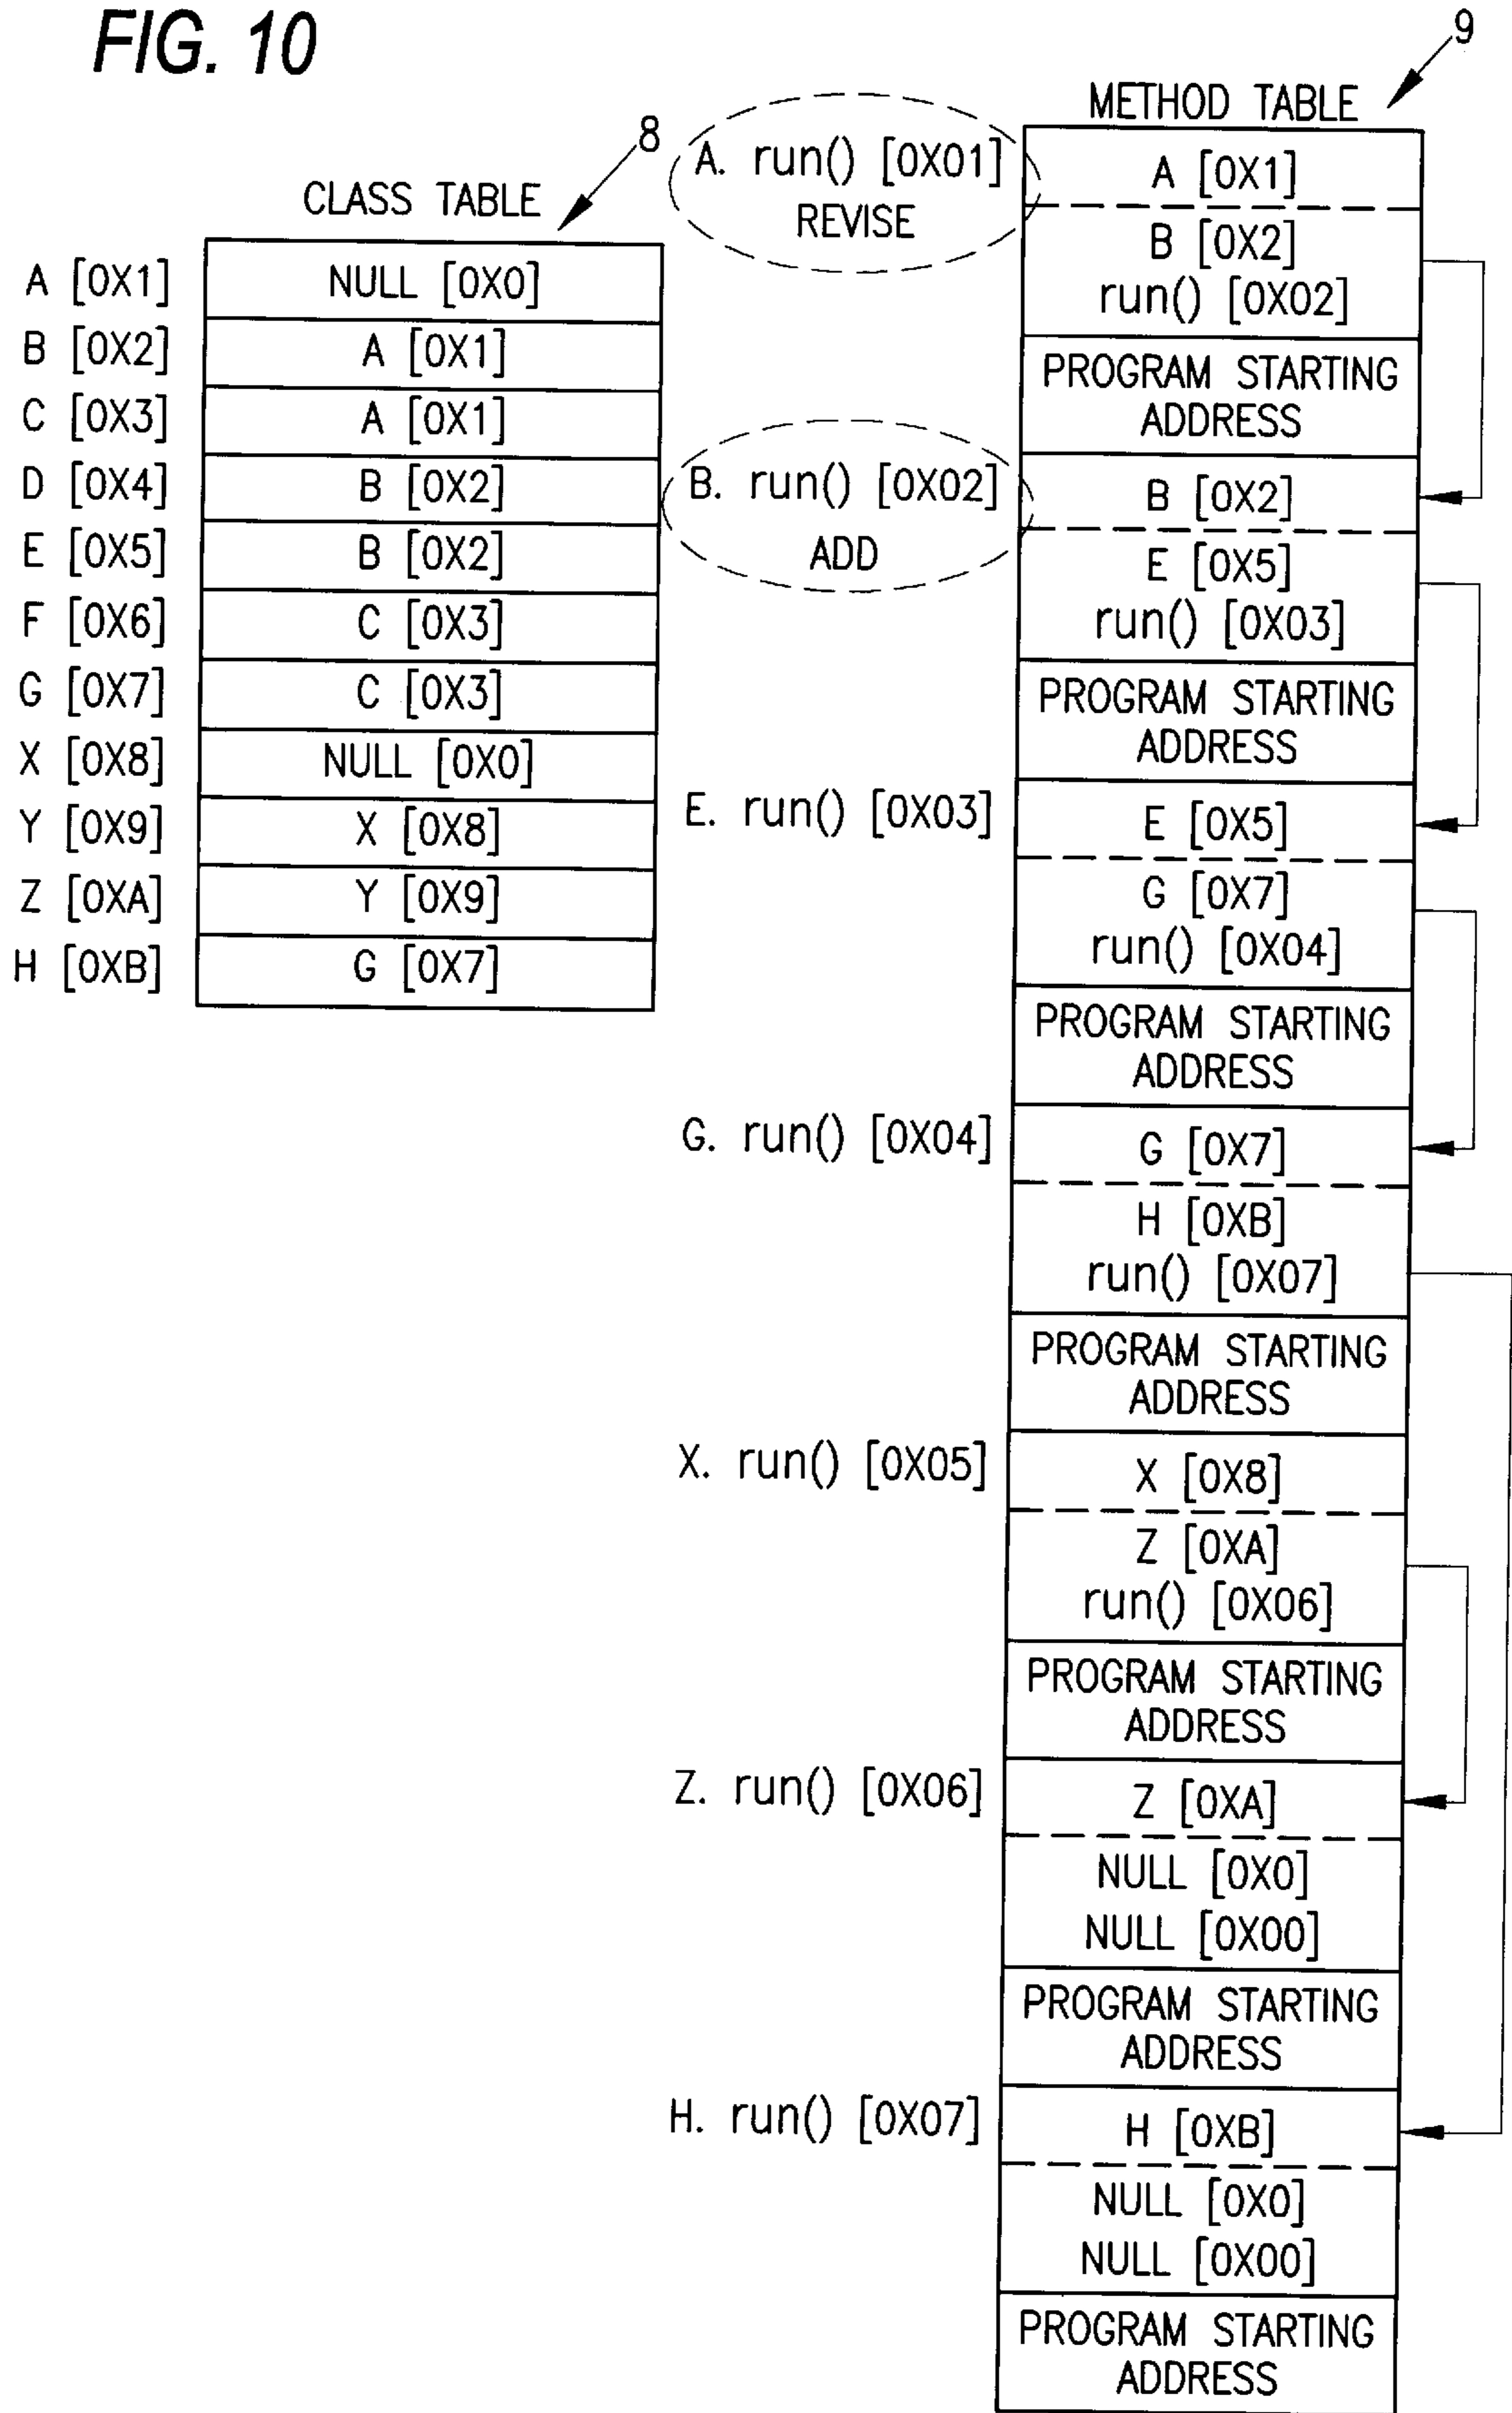 FIG. 10
8
CLASS TABLE
A [0X1] NULL [0X0]
B [0X2] A [0X1]
C [0X3] A [0X1]
D [0X4] B [0X2]
E [0X5] B [0X2]
F [0X6] C [0X3]
G [0X7] C [0X3]
X [0X8] NULL [0X0]
Y [0X9] X [0X8]
Z [0XA] Y [0X9]
H [0XB] G [0X7]
9
METHOD TABLE
A. run() [0X01]
REVISE
A [0X1]
B [0X2]
run() [0X02]
PROGRAM STARTING
ADDRESS
B. run() [0X02]
ADD
B [0X2]
E [0X5]
run() [0X03]
PROGRAM STARTING
ADDRESS
E. run() [0X03]
E [0X5]
G [0X7]
run() [0X04]
PROGRAM STARTING
ADDRESS
G. run() [0X04]
G [0X7]
H [0XB]
run() [0X07]
PROGRAM STARTING
ADDRESS
X. run() [0X05]
X [0X8]
Z [0XA]
run() [0X06]
PROGRAM STARTING
ADDRESS
Z. run() [0X06]
Z [0XA]
NULL [0X0]
NULL [0X00]
PROGRAM STARTING
ADDRESS
H. run() [0X07]
H [0XB]
NULL [0X0]
NULL [0X00]
PROGRAM STARTING
ADDRESS